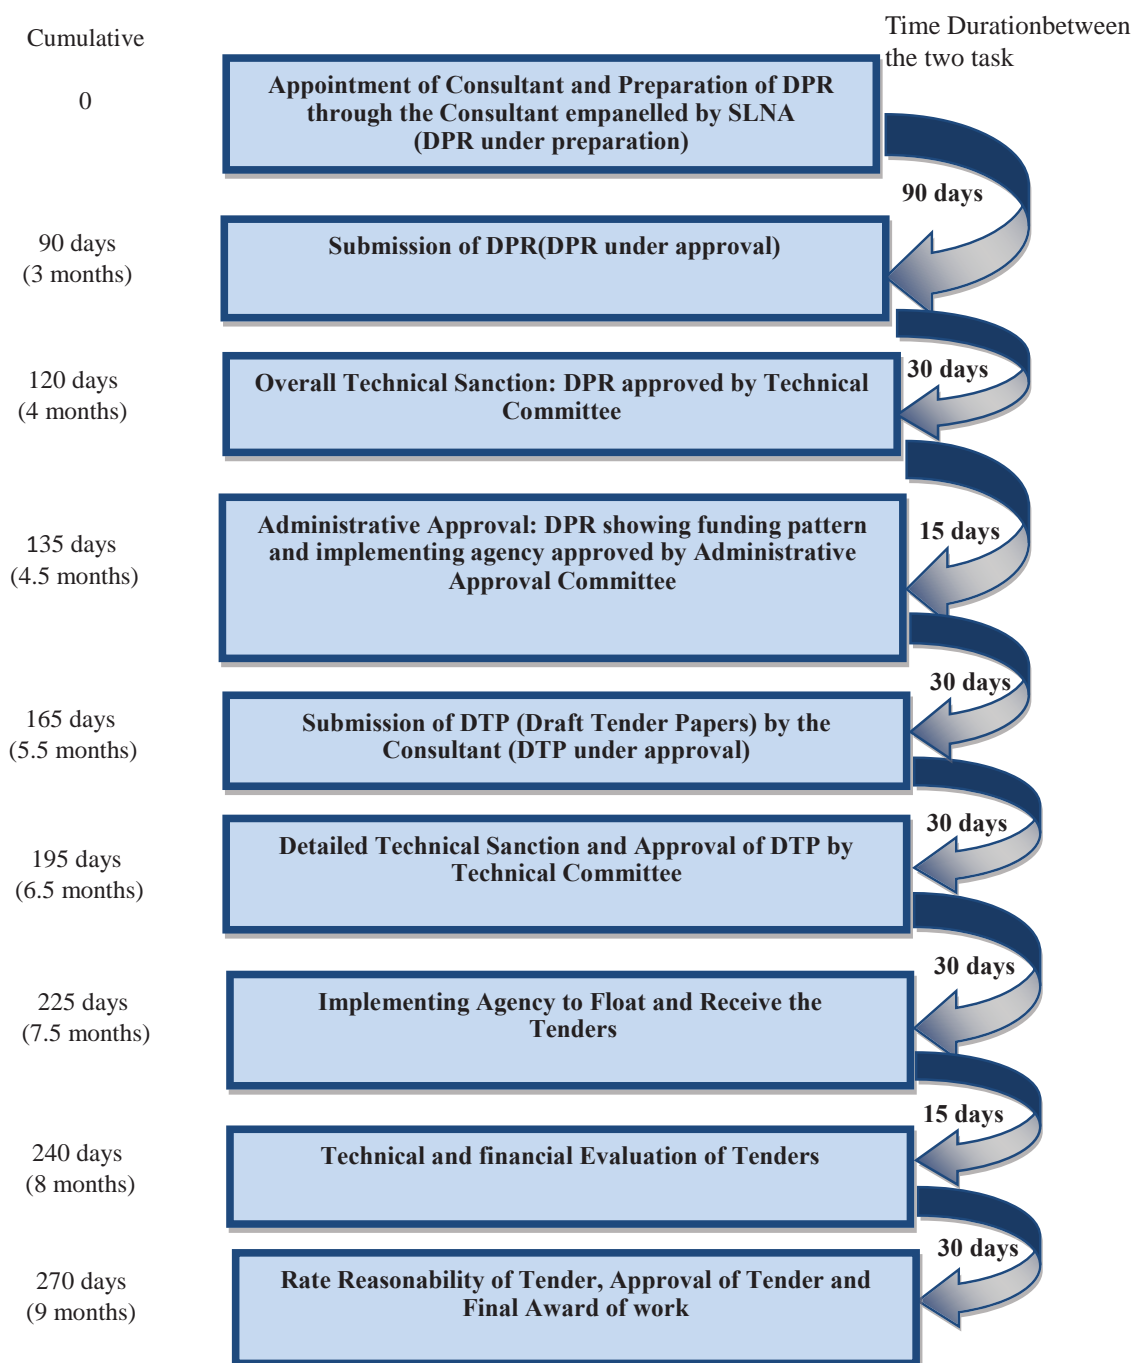 Cumulative
Time Durationbetween
the two task
0
Appointment of Consultant and Preparation of DPR
through the Consultant empanelled by SLNA
(DPR under preparation)
90 days
90 days
(3 months)
Submission of DPR(DPR under approval)
30 days
120 days
(4 months)
Overall Technical Sanction: DPR approved by Technical
Committee
15 days
135 days
(4.5 months)
Administrative Approval: DPR showing funding pattern
and implementing agency approved by Administrative
Approval Committee
30 days
165 days
(5.5 months)
Submission of DTP (Draft Tender Papers) by the
Consultant (DTP under approval)
30 days
195 days
(6.5 months)
Detailed Technical Sanction and Approval of DTP by
Technical Committee
30 days
225 days
(7.5 months)
Implementing Agency to Float and Receive the
Tenders
15 days
240 days
(8 months)
Technical and financial Evaluation of Tenders
30 days
270 days
(9 months)
Rate Reasonability of Tender, Approval of Tender and
Final Award of work